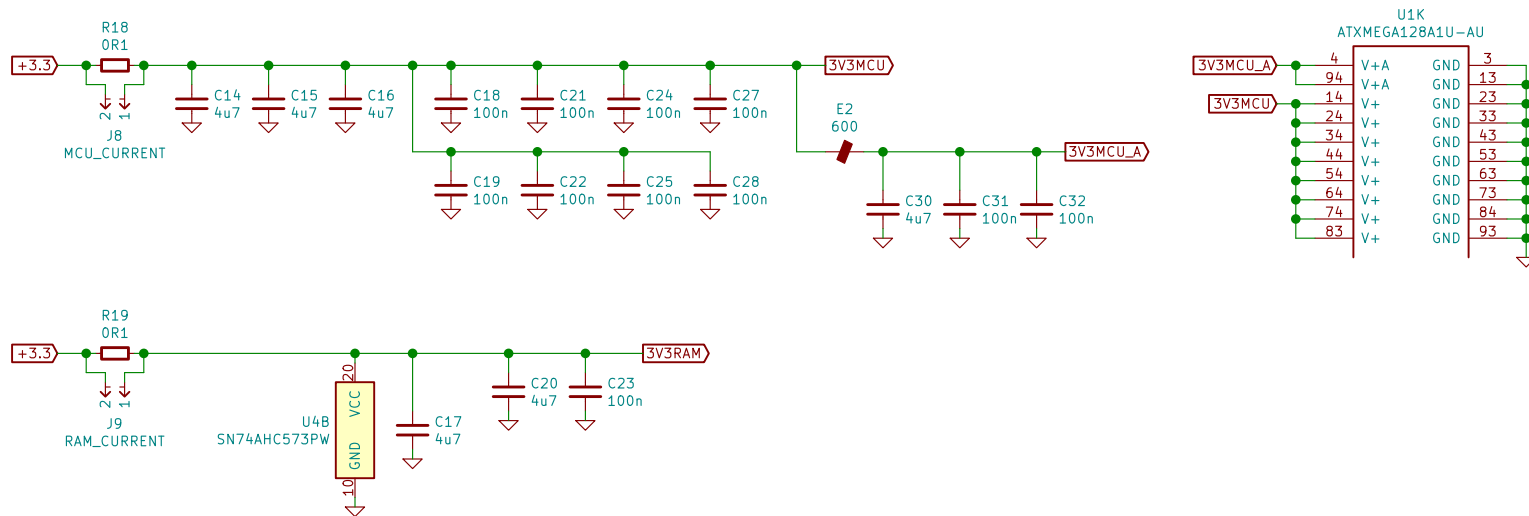 R18
0R1
+3.3
2
1
J8
MCU_CURRENT
C14
4u7
C15
4u7
C16
4u7
C18
100n
C21
100n
C24
100n
C27
100n
3V3MCU
C19
100n
C22
100n
C25
100n
C28
100n
E2
600
3V3MCU_A
C30
4u7
C31
100n
C32
100n
U1K
ATXMEGA128A1U-AU
3V3MCU_A
3V3MCU
4 V+A GND 3
94 V+A GND 13
14 V+ GND 23
24 V+ GND 33
34 V+ GND 43
44 V+ GND 53
54 V+ GND 63
64 V+ GND 73
74 V+ GND 84
83 V+ GND 93
R19
0R1
+3.3
2
1
J9
RAM_CURRENT
20
VCC
U4B
SN74AHC573PW
GND
10
C17
4u7
C20
4u7
C23
100n
3V3RAM